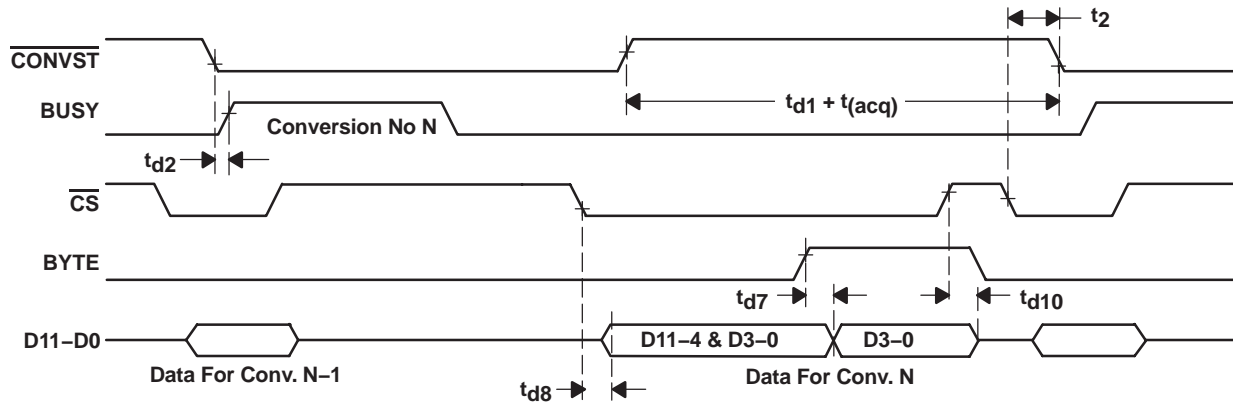 t2
CONVST
td1 + t(acq)
BUSY
Conversion No N
td2
CS
BYTE
td7
td10
D11–D0
D11–4 & D3–0
D3–0
Data For Conv. N–1
Data For Conv. N
td8